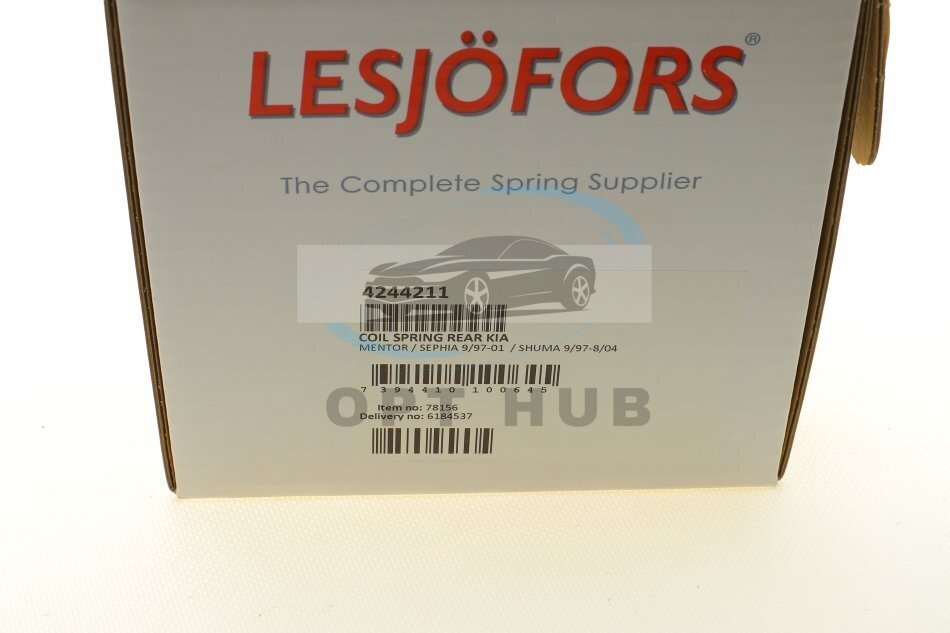 LESJÖFORS®
The Complete Spring Supplier
4244211
COIL SPRING REAR KIA
MENTOR / SEPHIA 9/97-01 / SHUMA 9/97-8/04
7 394410 100645
OPT HUB
Item no: 78156
Delivery no: 6184537